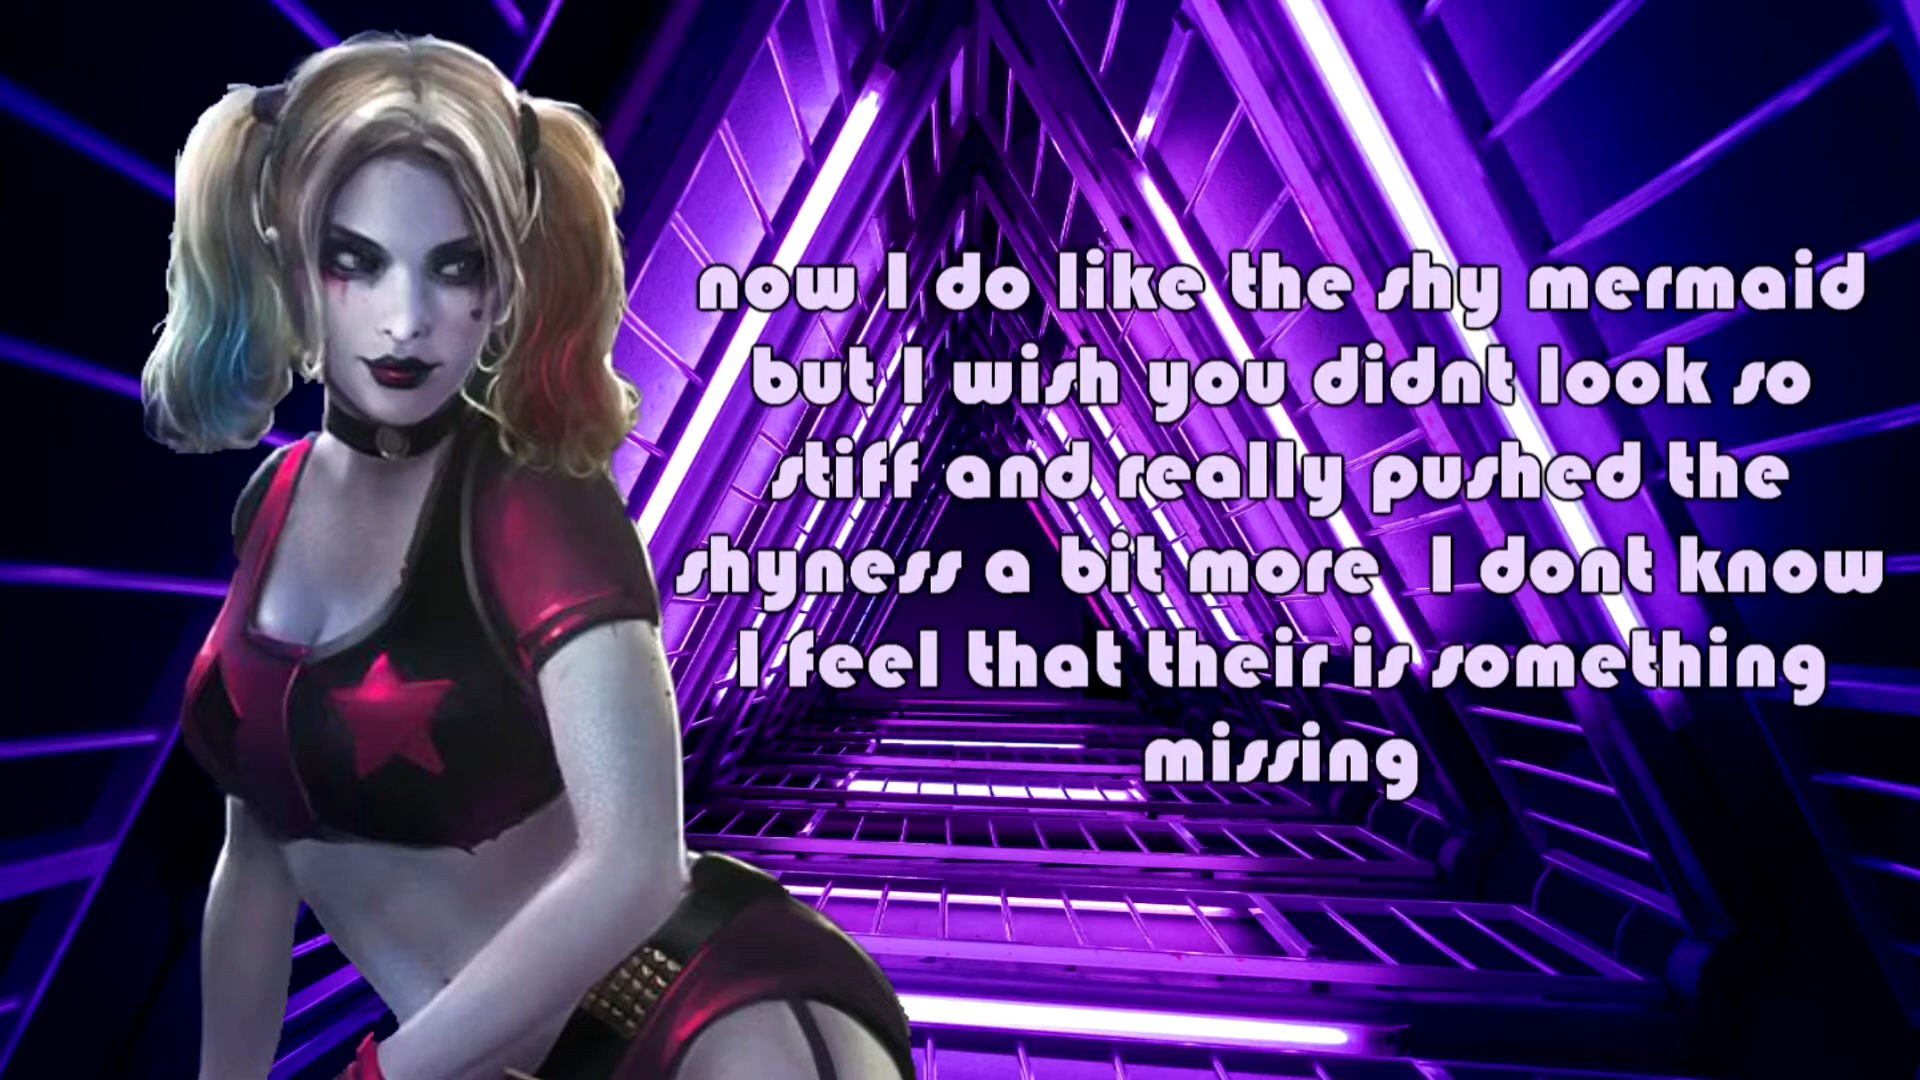 now I do like the shy mermaid
but I wish you didnt look so
stiff and really pushed the
shyness a bit more  I dont know
I feel that their is something
missing